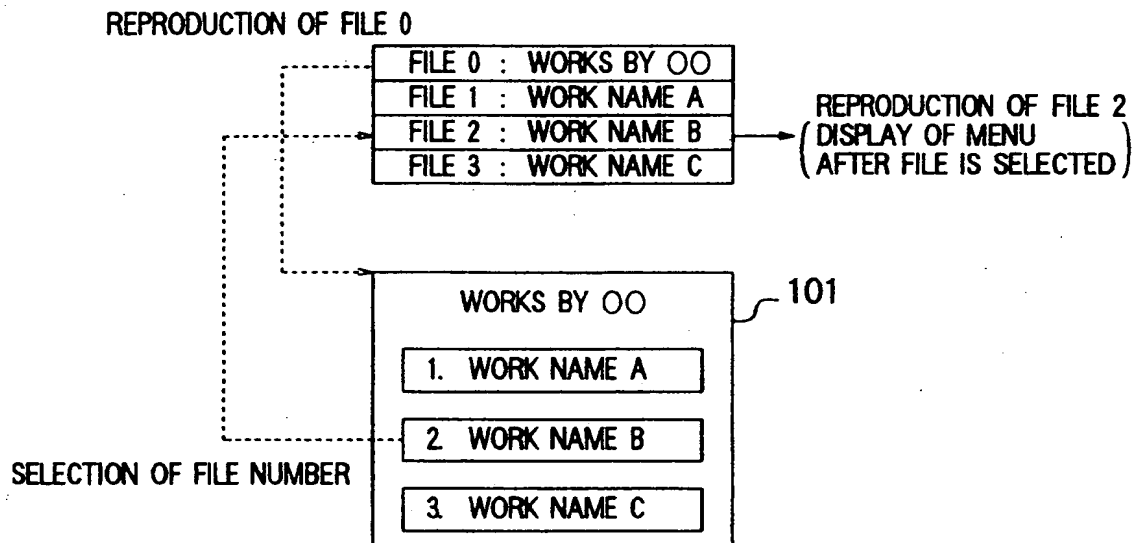 REPRODUCTION OF FILE 0
FILE 0 : WORKS BY ○○
FILE 1 : WORK NAME A
FILE 2 : WORK NAME B
FILE 3 : WORK NAME C
REPRODUCTION OF FILE 2
(DISPLAY OF MENU
AFTER FILE IS SELECTED)
WORKS BY ○○
101
1. WORK NAME A
2. WORK NAME B
SELECTION OF FILE NUMBER
3. WORK NAME C